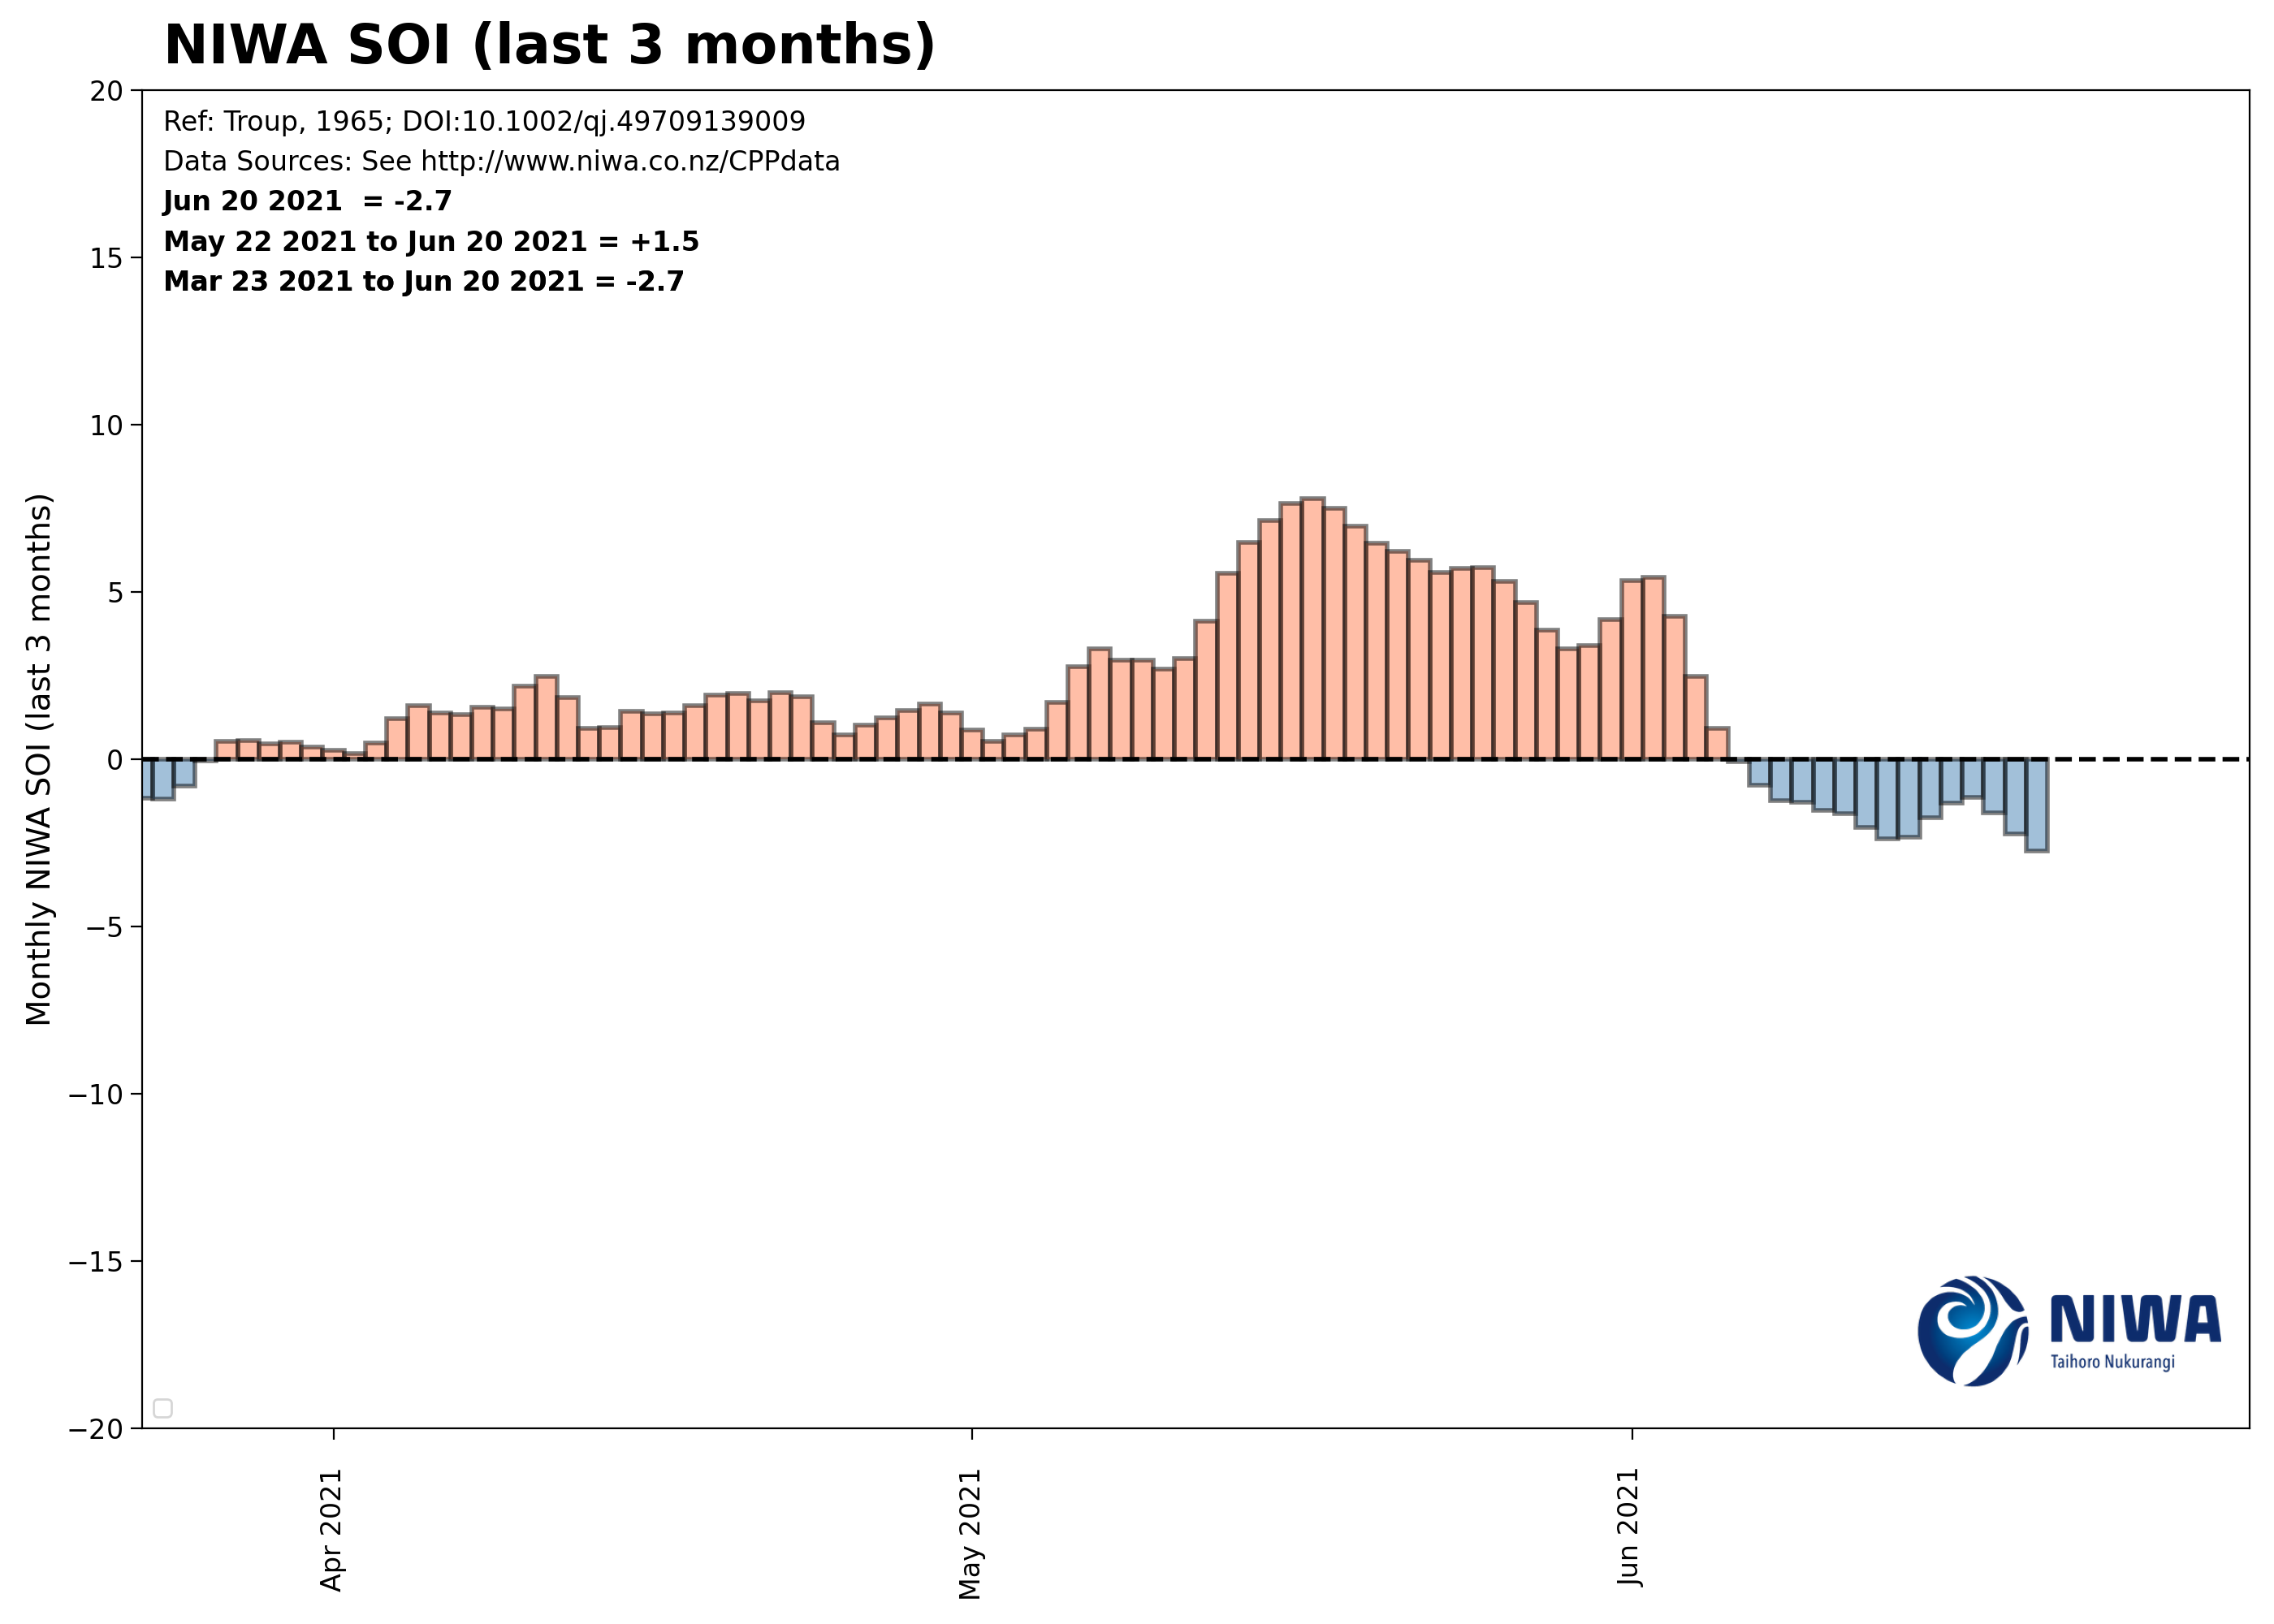 NIWA SOI (last 3 months)
Ref: Troup, 1965; DOI:10.1002/qj.49709139009
Data Sources: See http://www.niwa.co.nz/CPPdata
Jun 20 2021  = -2.7
May 22 2021 to Jun 20 2021 = +1.5
Mar 23 2021 to Jun 20 2021 = -2.7
Monthly NIWA SOI (last 3 months)
20
15
10
5
0
−5
−10
−15
−20
NIWA
Taihoro Nukurangi
Apr 2021
May 2021
Jun 2021